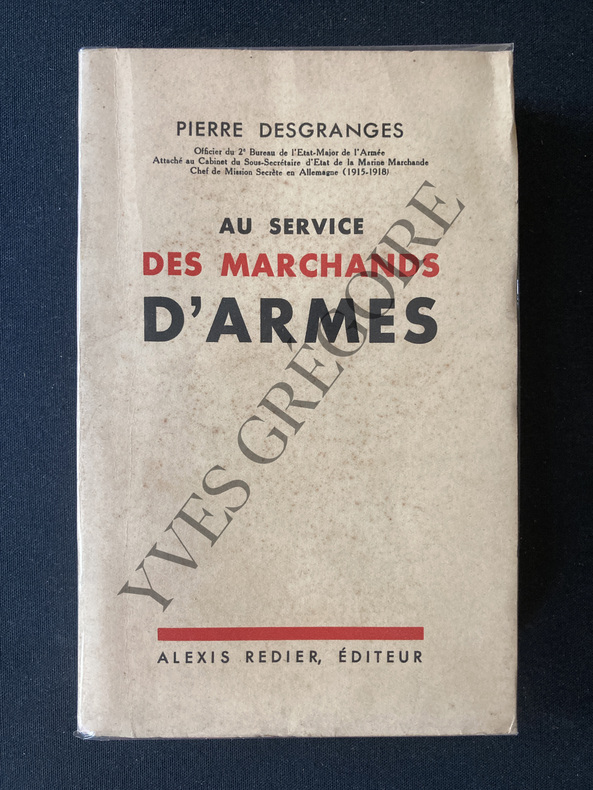 PIERRE DESGRANGES
Officier du 2e Bureau de l'Etat-Major de l'Armée
Attaché au Cabinet du Sous-Secrétaire d'Etat de la Marine Marchande
Chef de Mission Secrète en Allemagne (1915-1918)
AU SERVICE
DES MARCHANDS
D'ARMES
YVES GRÉGOIRE
ALEXIS REDIER, ÉDITEUR